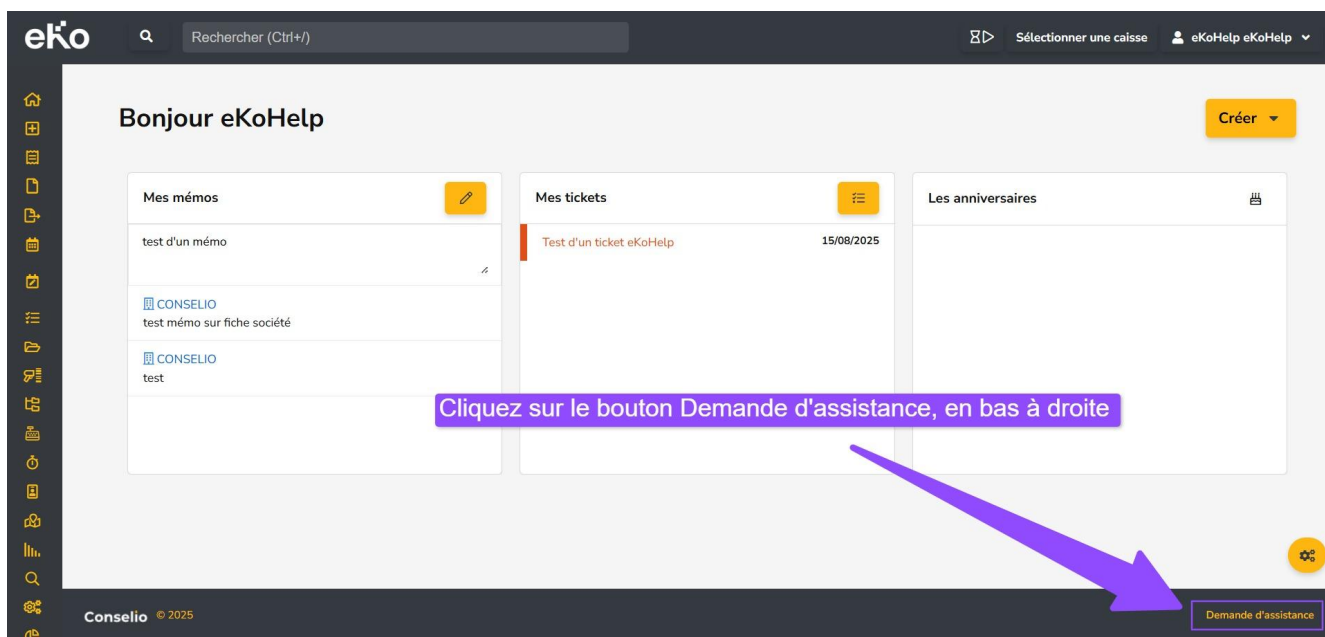 eko
Rechercher (Ctrl+/)
Sélectionner une caisse
eKoHelp eKoHelp
Bonjour eKoHelp
Créer
Mes mémos
Mes tickets
Les anniversaires
test d'un mémo
Test d'un ticket eKoHelp
15/08/2025
CONSELIO
test mémo sur fiche société
CONSELIO
test
Cliquez sur le bouton Demande d'assistance, en bas à droite
Conselio © 2025
Demande d'assistance